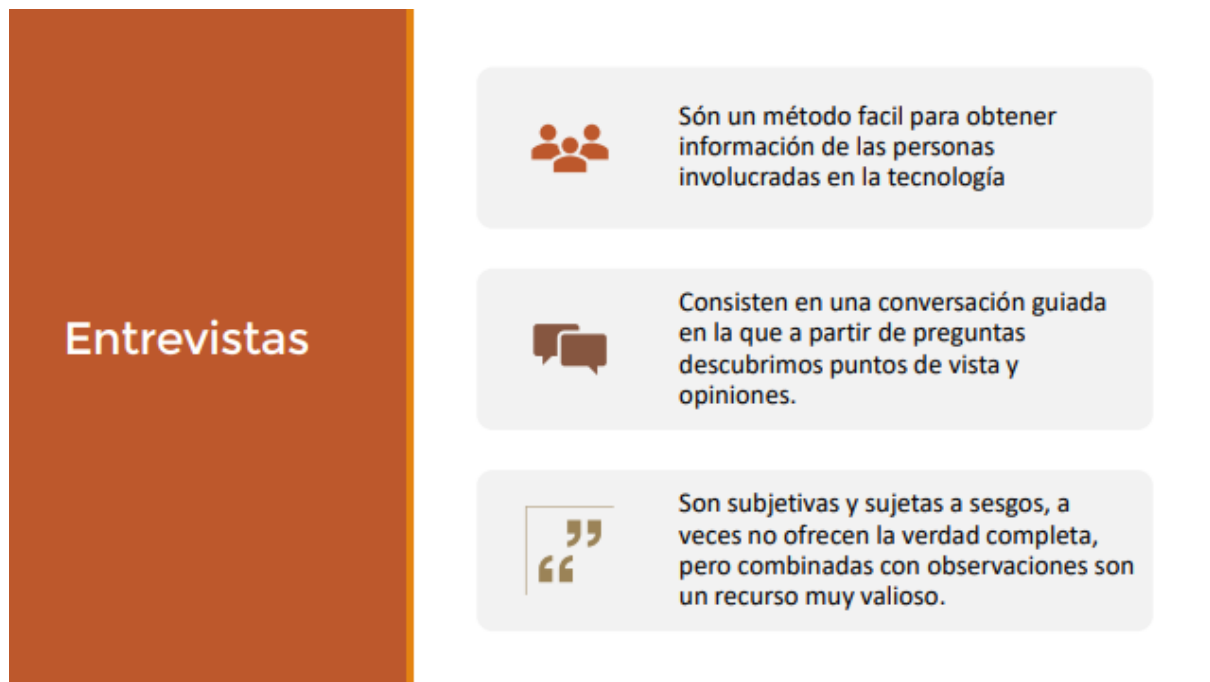 Entrevistas
Són un método facil para obtener
información de las personas
involucradas en la tecnología
Consisten en una conversación guiada
en la que a partir de preguntas
descubrimos puntos de vista y
opiniones.
Son subjetivas y sujetas a sesgos, a
veces no ofrecen la verdad completa,
pero combinadas con observaciones son
un recurso muy valioso.